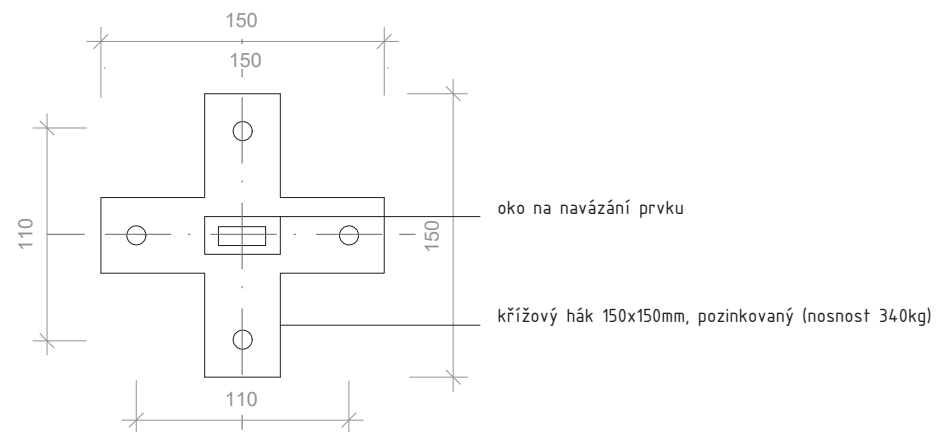 150
150
110
150
oko na navázání prvku
křížový hák 150x150mm, pozinkovaný (nosnost 340kg)
110